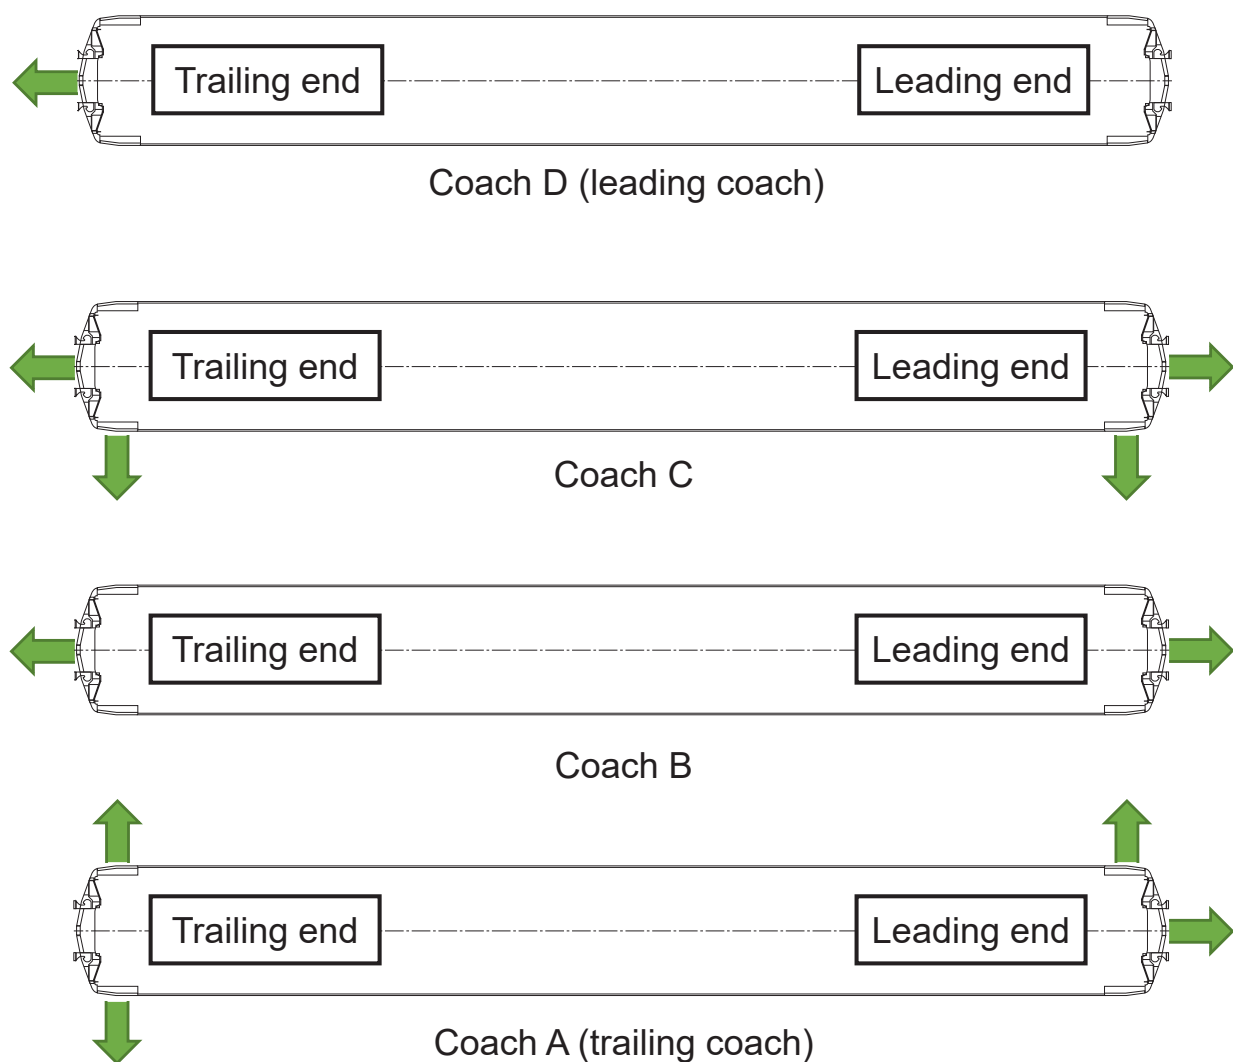 Trailing end
Leading end
Coach D (leading coach)
Trailing end
Leading end
Coach C
Trailing end
Leading end
Coach B
Trailing end
Leading end
Coach A (trailing coach)